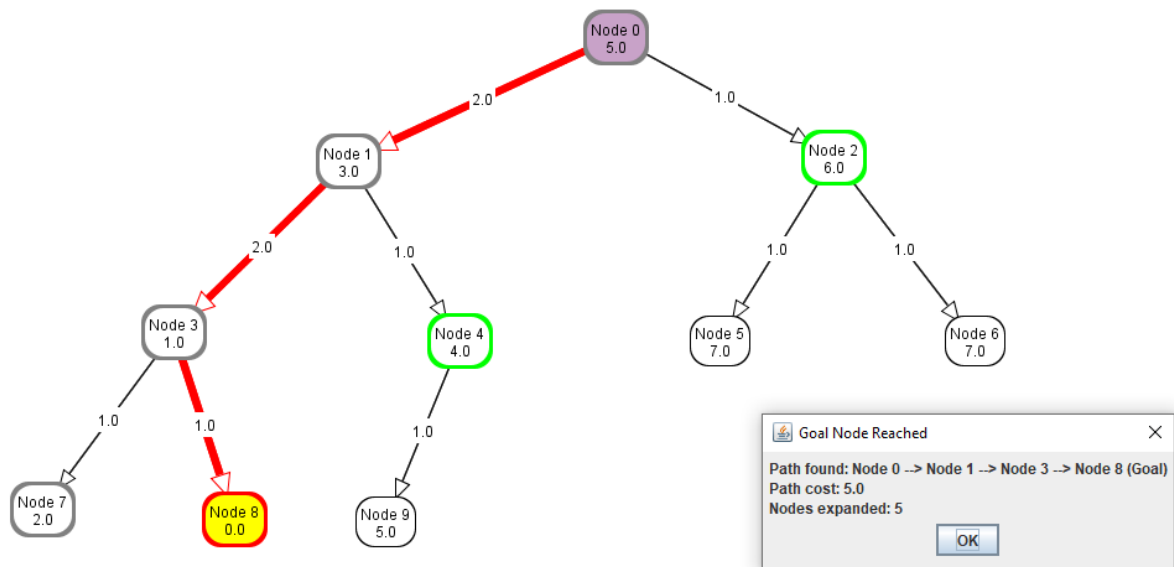 Node 0
5.0
2.0
1.0
Node 1
3.0
Node 2
6.0
2.0
1.0
1.0
1.0
Node 3
1.0
Node 4
4.0
Node 5
7.0
Node 6
7.0
1.0
1.0
1.0
Node 7
2.0
Node 8
0.0
Node 9
5.0
Goal Node Reached
Path found: Node 0 --> Node 1 --> Node 3 --> Node 8 (Goal)
Path cost: 5.0
Nodes expanded: 5
OK